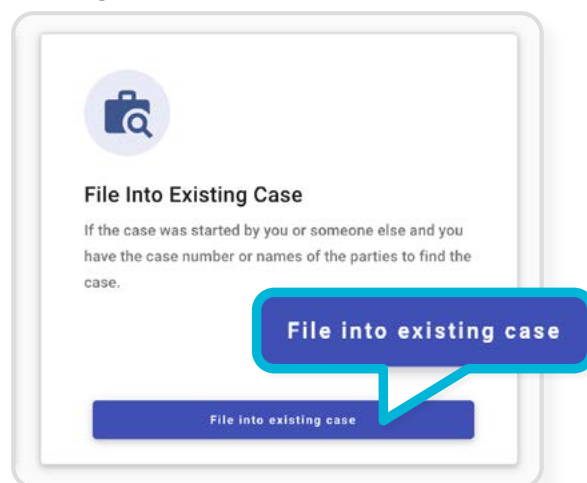 File Into Existing Case
If the case was started by you or someone else and you
have the case number or names of the parties to find the
case.
File into existing case
File into existing case